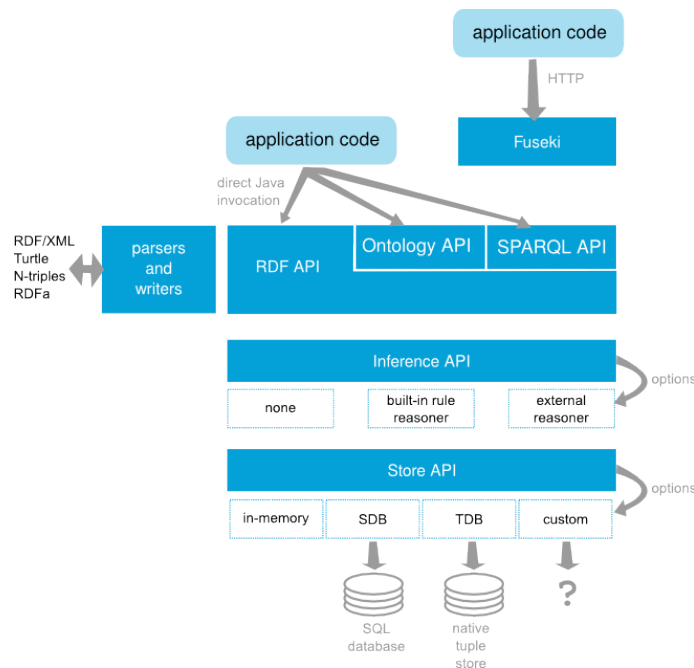 application code
HTTP
Fuseki
application code
direct Java
invocation
RDF/XML
Turtle
N-triples
RDFa
parsers
and
writers
RDF API
Ontology API
SPARQL API
Inference API
options
none
built-in rule
reasoner
external
reasoner
Store API
options
in-memory
SDB
TDB
custom
SQL
database
native
tuple
store
?